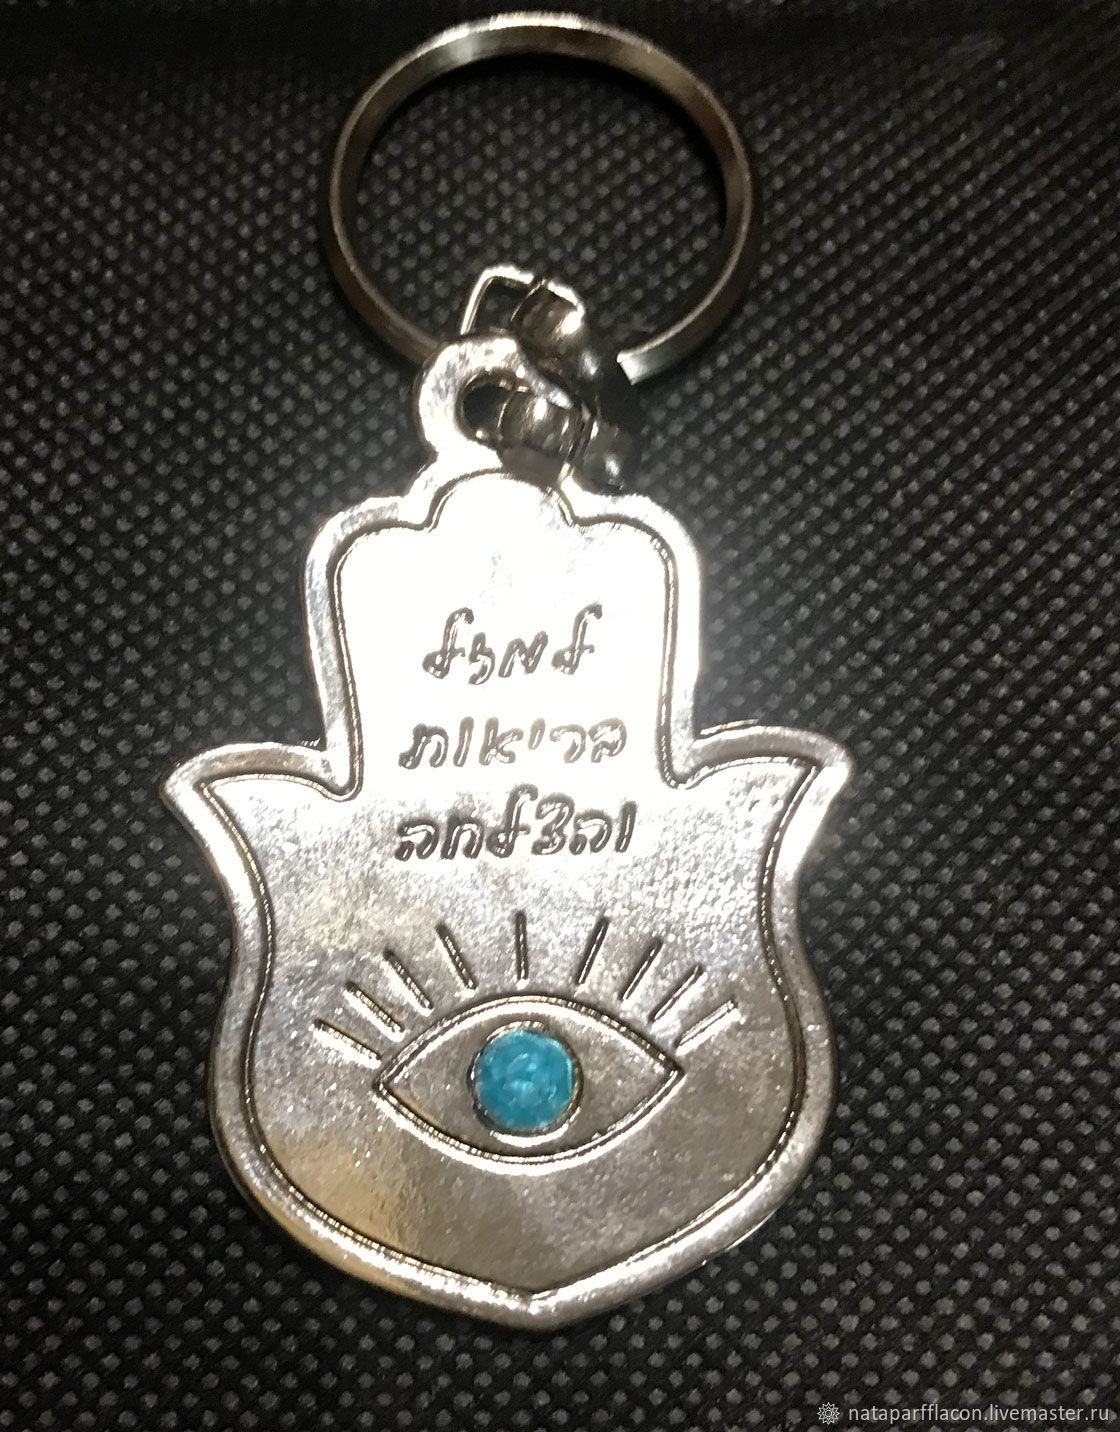 למזל
בריאות
והצלחה
nataparfflacon.livemaster.ru